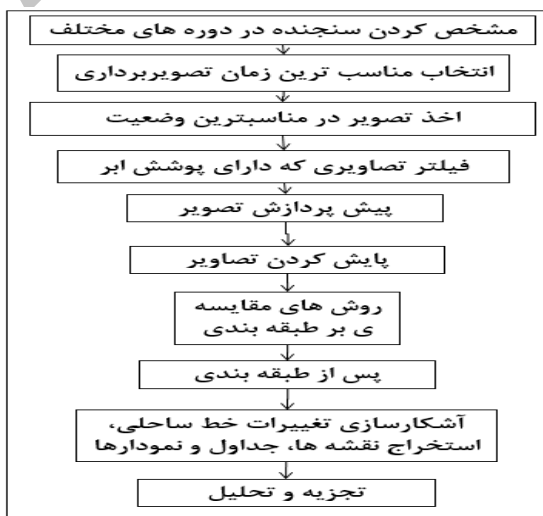 مشخص کردن سنجنده در دوره های مختلف
انتخاب مناسب ترین زمان تصویربرداری
اخذ تصویر در مناسبترین وضعیت
فیلتر تصاویری که دارای پوشش ابر
پیش پردازش تصویر
پایش کردن تصاویر
روش های مقایسه
ی بر طبقه بندی
پس از طبقه بندی
آشکارسازی تغییرات خط ساحلی،
استخراج نقشه ها، جداول و نمودارها
تجزیه و تحلیل